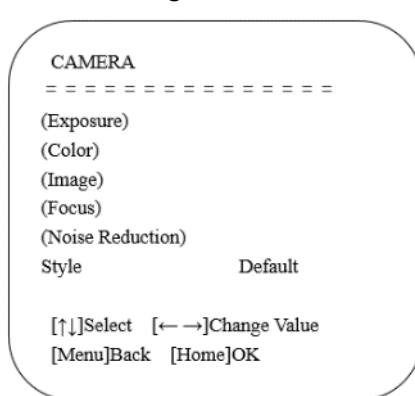 CAMERA
= = = = = = = = = = = = = = =
(Exposure)
(Color)
(Image)
(Focus)
(Noise Reduction)
Style Default
[↑↓]Select [←→]Change Value
[Menu]Back [Home]OK